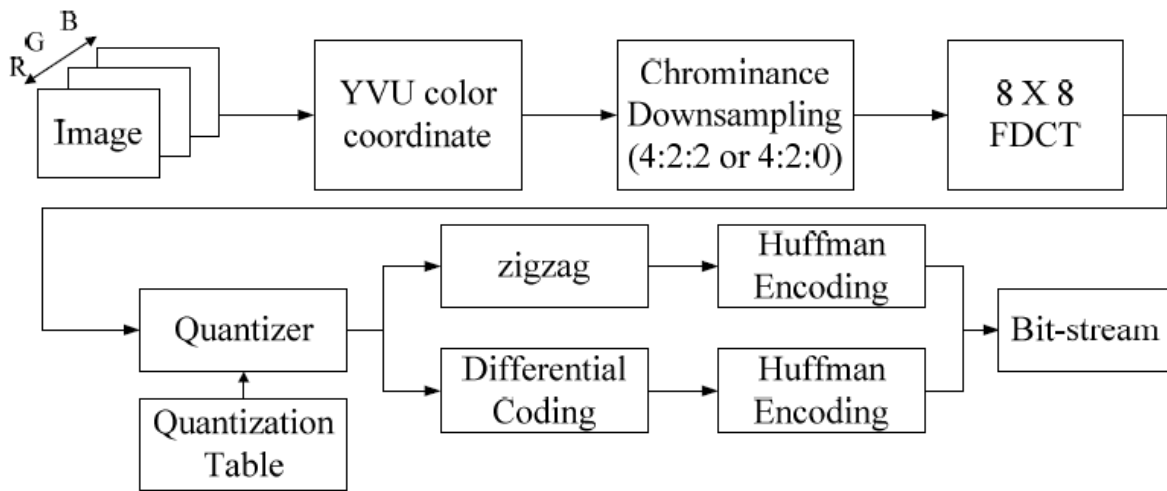 R
G
B
Image
YVU color
coordinate
Chrominance
Downsampling
(4:2:2 or 4:2:0)
8 X 8
FDCT
Quantizer
Quantization
Table
zigzag
Differential
Coding
Huffman
Encoding
Huffman
Encoding
Bit-stream